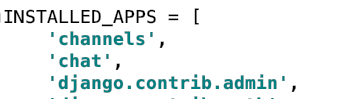 INSTALLED_APPS = [
'channels',
'chat',
'django.contrib.admin',